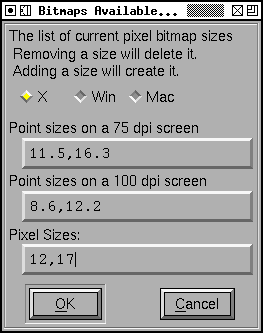 Bitmaps Available...
The list of current pixel bitmap sizes
Removing a size will delete it.
Adding a size will create it.
X Win Mac
Point sizes on a 75 dpi screen
11.5,16.3
Point sizes on a 100 dpi screen
8.6,12.2
Pixel Sizes:
12,17
OK Cancel